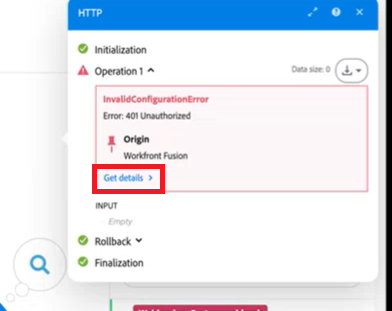 HTTP
Initialization
Operation 1
Data size: 0
InvalidConfigurationError
Error: 401 Unauthorized
Origin
Workfront Fusion
Get details
INPUT
Empty
Rollback
Finalization